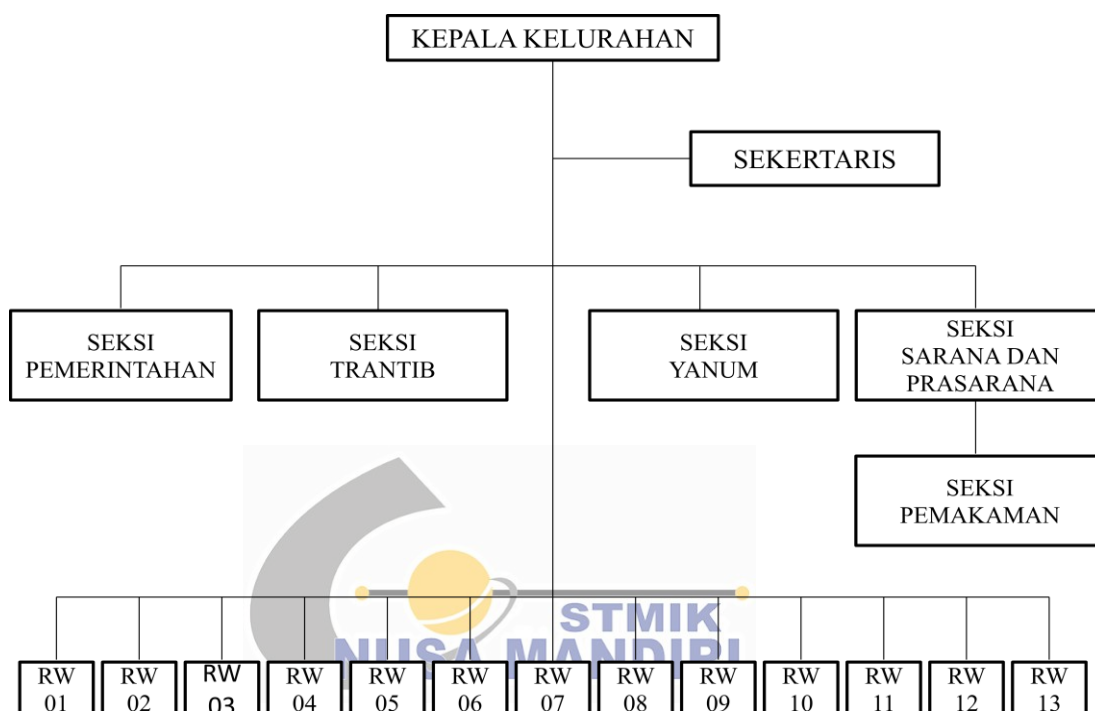 KEPALA KELURAHAN
SEKERTARIS
SEKSI
PEMERINTAHAN
SEKSI
TRANTIB
SEKSI
YANUM
SEKSI
SARANA DAN
PRASARANA
SEKSI
PEMAKAMAN
STMIK
NUSA MANDIRI
RW
01
RW
02
RW
03
RW
04
RW
05
RW
06
RW
07
RW
08
RW
09
RW
10
RW
11
RW
12
RW
13